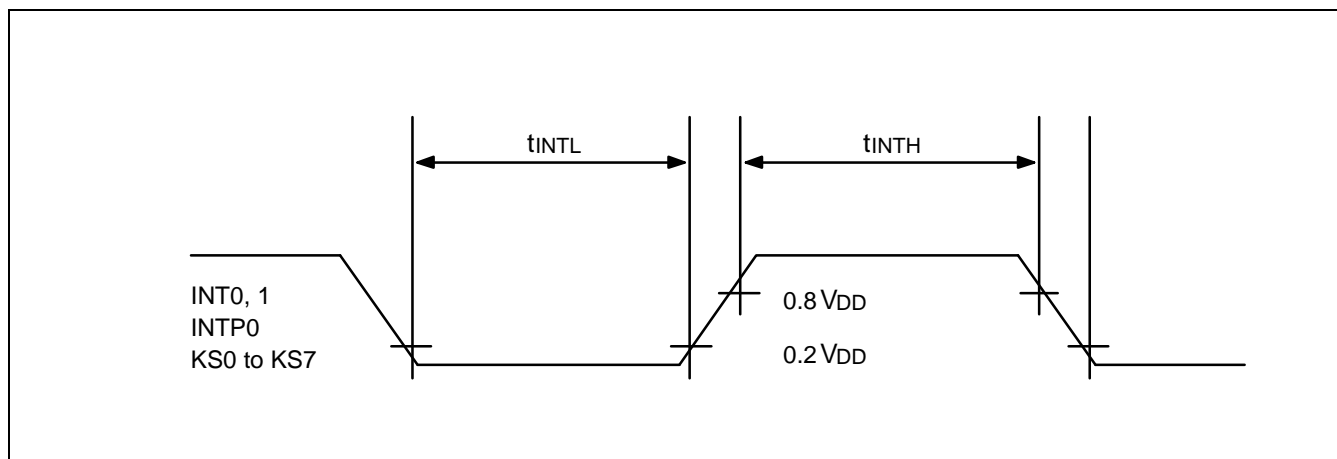 tINTL
tINTH
INT0, 1
INTP0
KS0 to KS7
0.8 VDD
0.2 VDD